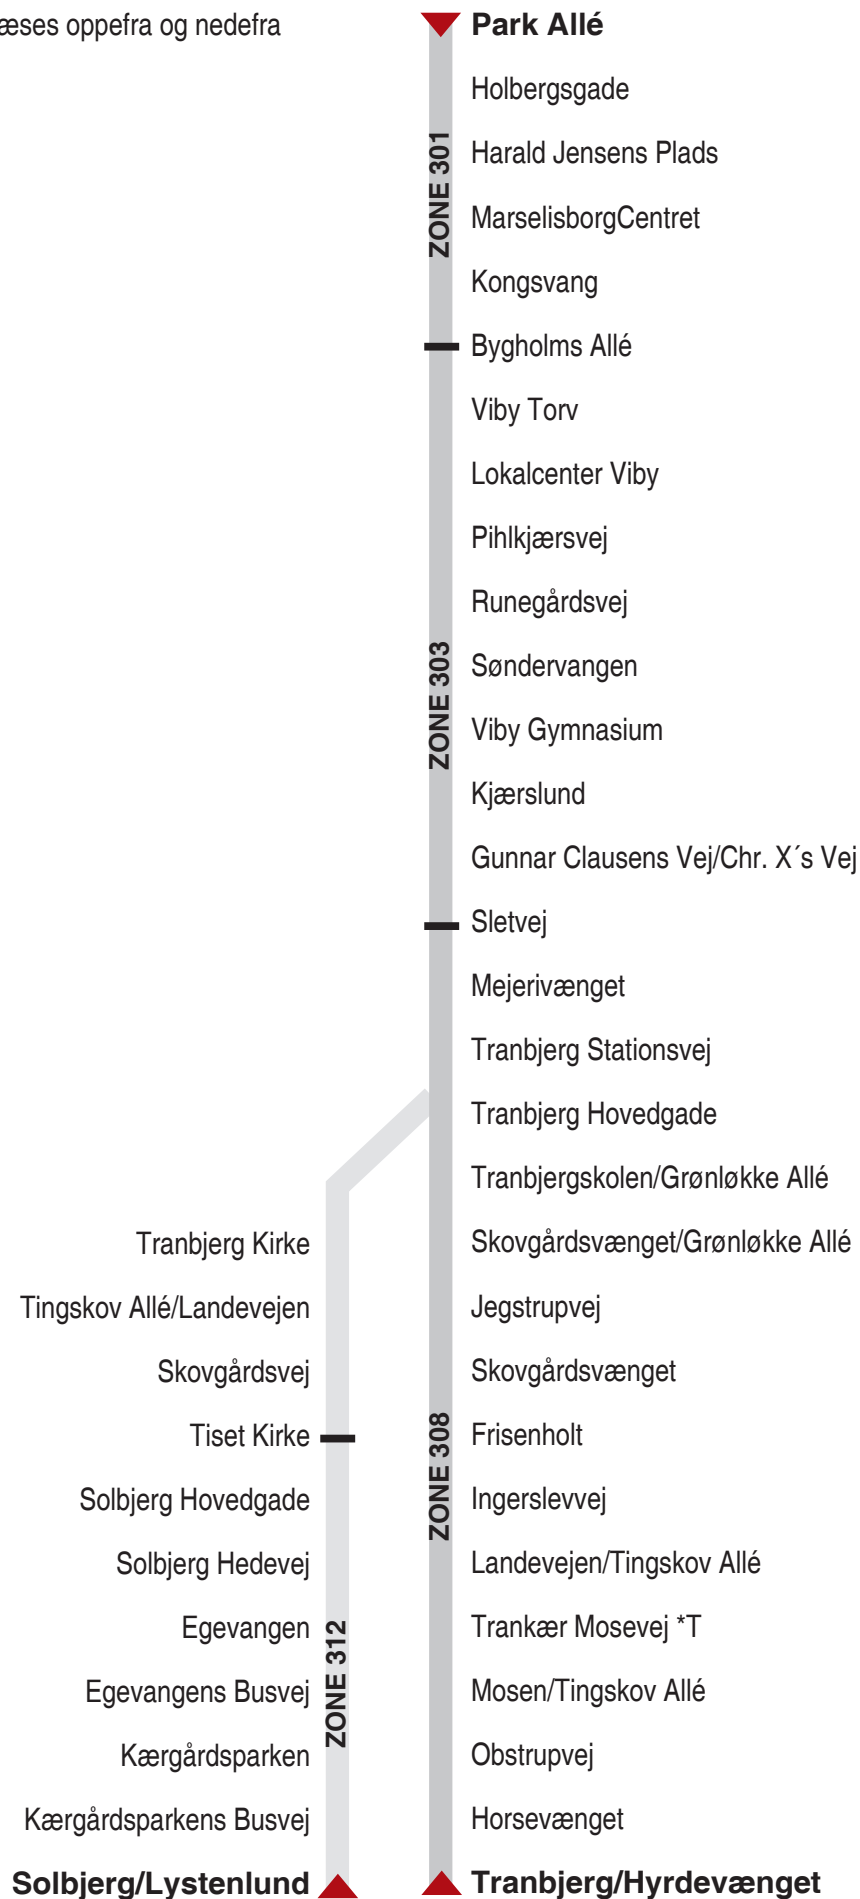 æses oppefra og nedefra
Park Allé
Holbergsgade
Harald Jensens Plads
MarselisborgCentret
Kongsvang
ZONE 301
Bygholms Allé
Viby Torv
Lokalcenter Viby
Pihlkjærsvej
Runegårdsvej
Søndervangen
Viby Gymnasium
Kjærslund
Gunnar Clausens Vej/Chr. X´s Vej
ZONE 303
Sletvej
Mejerivænget
Tranbjerg Stationsvej
Tranbjerg Hovedgade
Tranbjergskolen/Grønløkke Allé
Skovgårdsvænget/Grønløkke Allé
Jegstrupvej
Skovgårdsvænget
Frisenholt
Ingerslevvej
Landevejen/Tingskov Allé
Trankær Mosevej *T
Mosen/Tingskov Allé
Obstrupvej
Horsevænget
Tranbjerg/Hyrdevænget
ZONE 308
Tranbjerg Kirke
Tingskov Allé/Landevejen
Skovgårdsvej
Tiset Kirke
Solbjerg Hovedgade
Solbjerg Hedevej
Egevangen
Egevangens Busvej
Kærgårdsparken
Kærgårdsparkens Busvej
Solbjerg/Lystenlund
ZONE 312